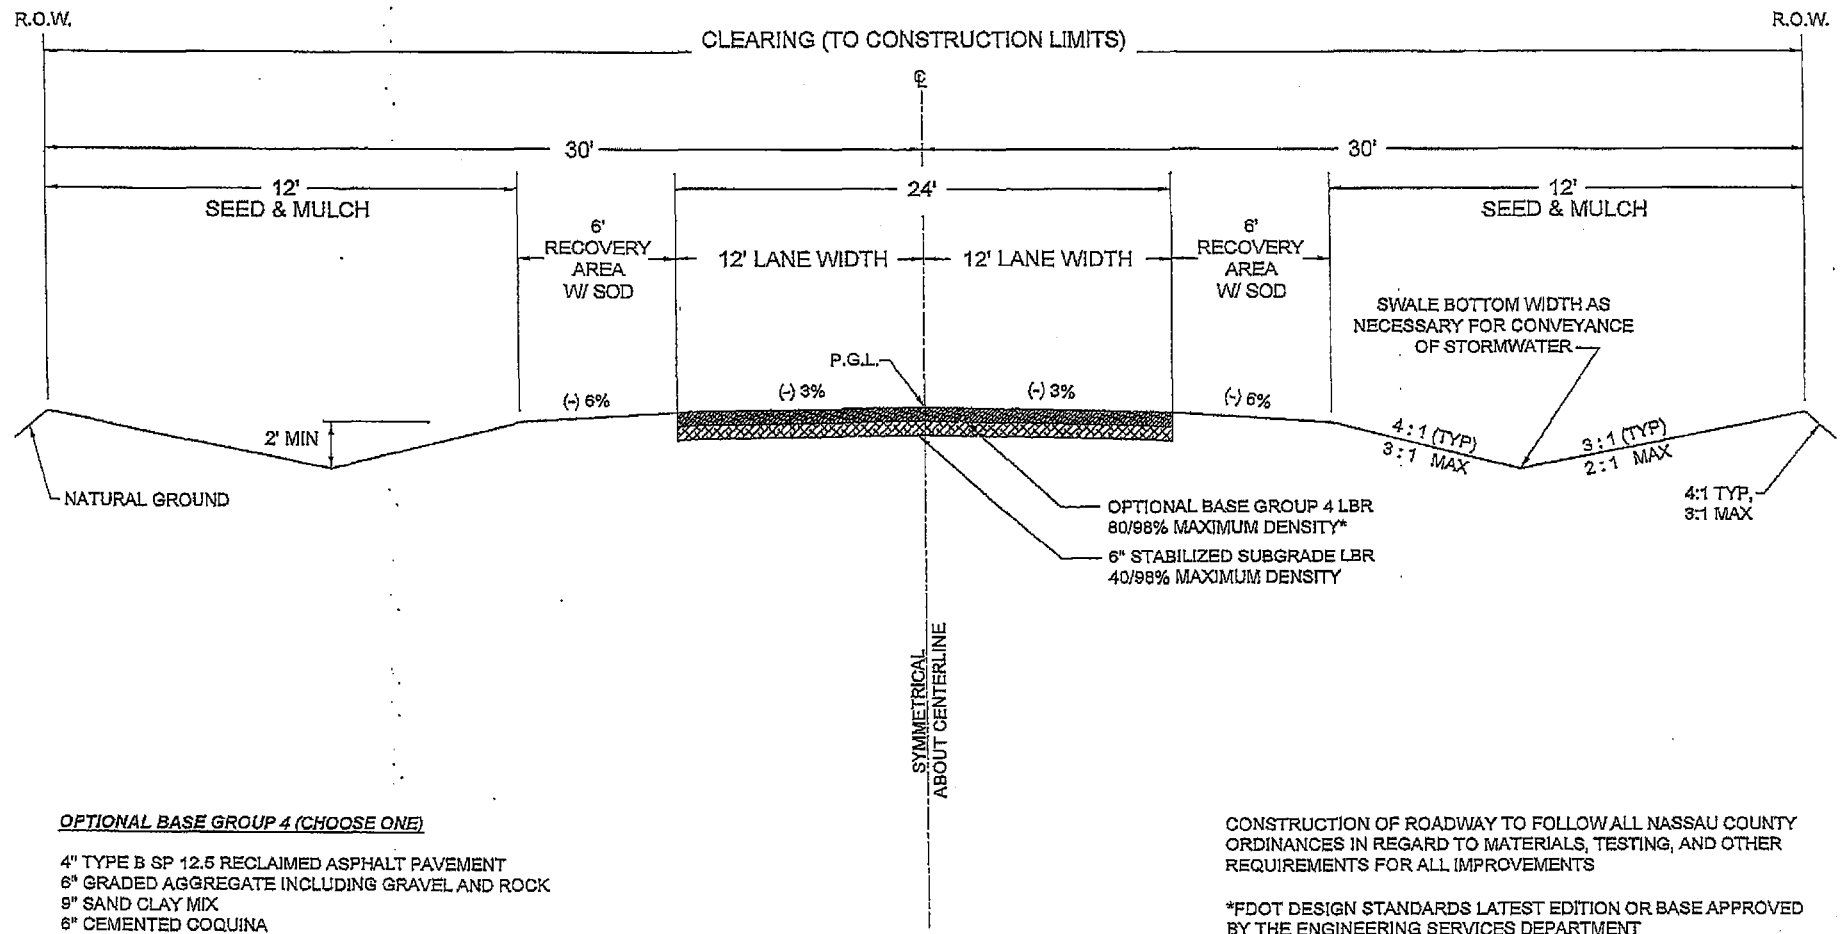 R.O.W.
R.O.W.
CLEARING (TO CONSTRUCTION LIMITS)
℄
30'
30'
12'
SEED & MULCH
24'
12'
SEED & MULCH
6'
RECOVERY
AREA
W/ SOD
12' LANE WIDTH
12' LANE WIDTH
6'
RECOVERY
AREA
W/ SOD
SWALE BOTTOM WIDTH AS
NECESSARY FOR CONVEYANCE
OF STORMWATER
P.G.L.
(-) 6%
(-) 3%
(-) 3%
(-) 6%
2' MIN
4 : 1 (TYP)
3 : 1 MAX
3 : 1 (TYP)
2 : 1 MAX
NATURAL GROUND
4:1 TYP,
3:1 MAX
OPTIONAL BASE GROUP 4 LBR
80/98% MAXIMUM DENSITY*
6" STABILIZED SUBGRADE LBR
40/98% MAXIMUM DENSITY
SYMMETRICAL
ABOUT CENTERLINE
OPTIONAL BASE GROUP 4 (CHOOSE ONE)
4" TYPE B SP 12.5 RECLAIMED ASPHALT PAVEMENT
6" GRADED AGGREGATE INCLUDING GRAVEL AND ROCK
9" SAND CLAY MIX
6" CEMENTED COQUINA
CONSTRUCTION OF ROADWAY TO FOLLOW ALL NASSAU COUNTY
ORDINANCES IN REGARD TO MATERIALS, TESTING, AND OTHER
REQUIREMENTS FOR ALL IMPROVEMENTS
*FDOT DESIGN STANDARDS LATEST EDITION OR BASE APPROVED
BY THE ENGINEERING SERVICES DEPARTMENT